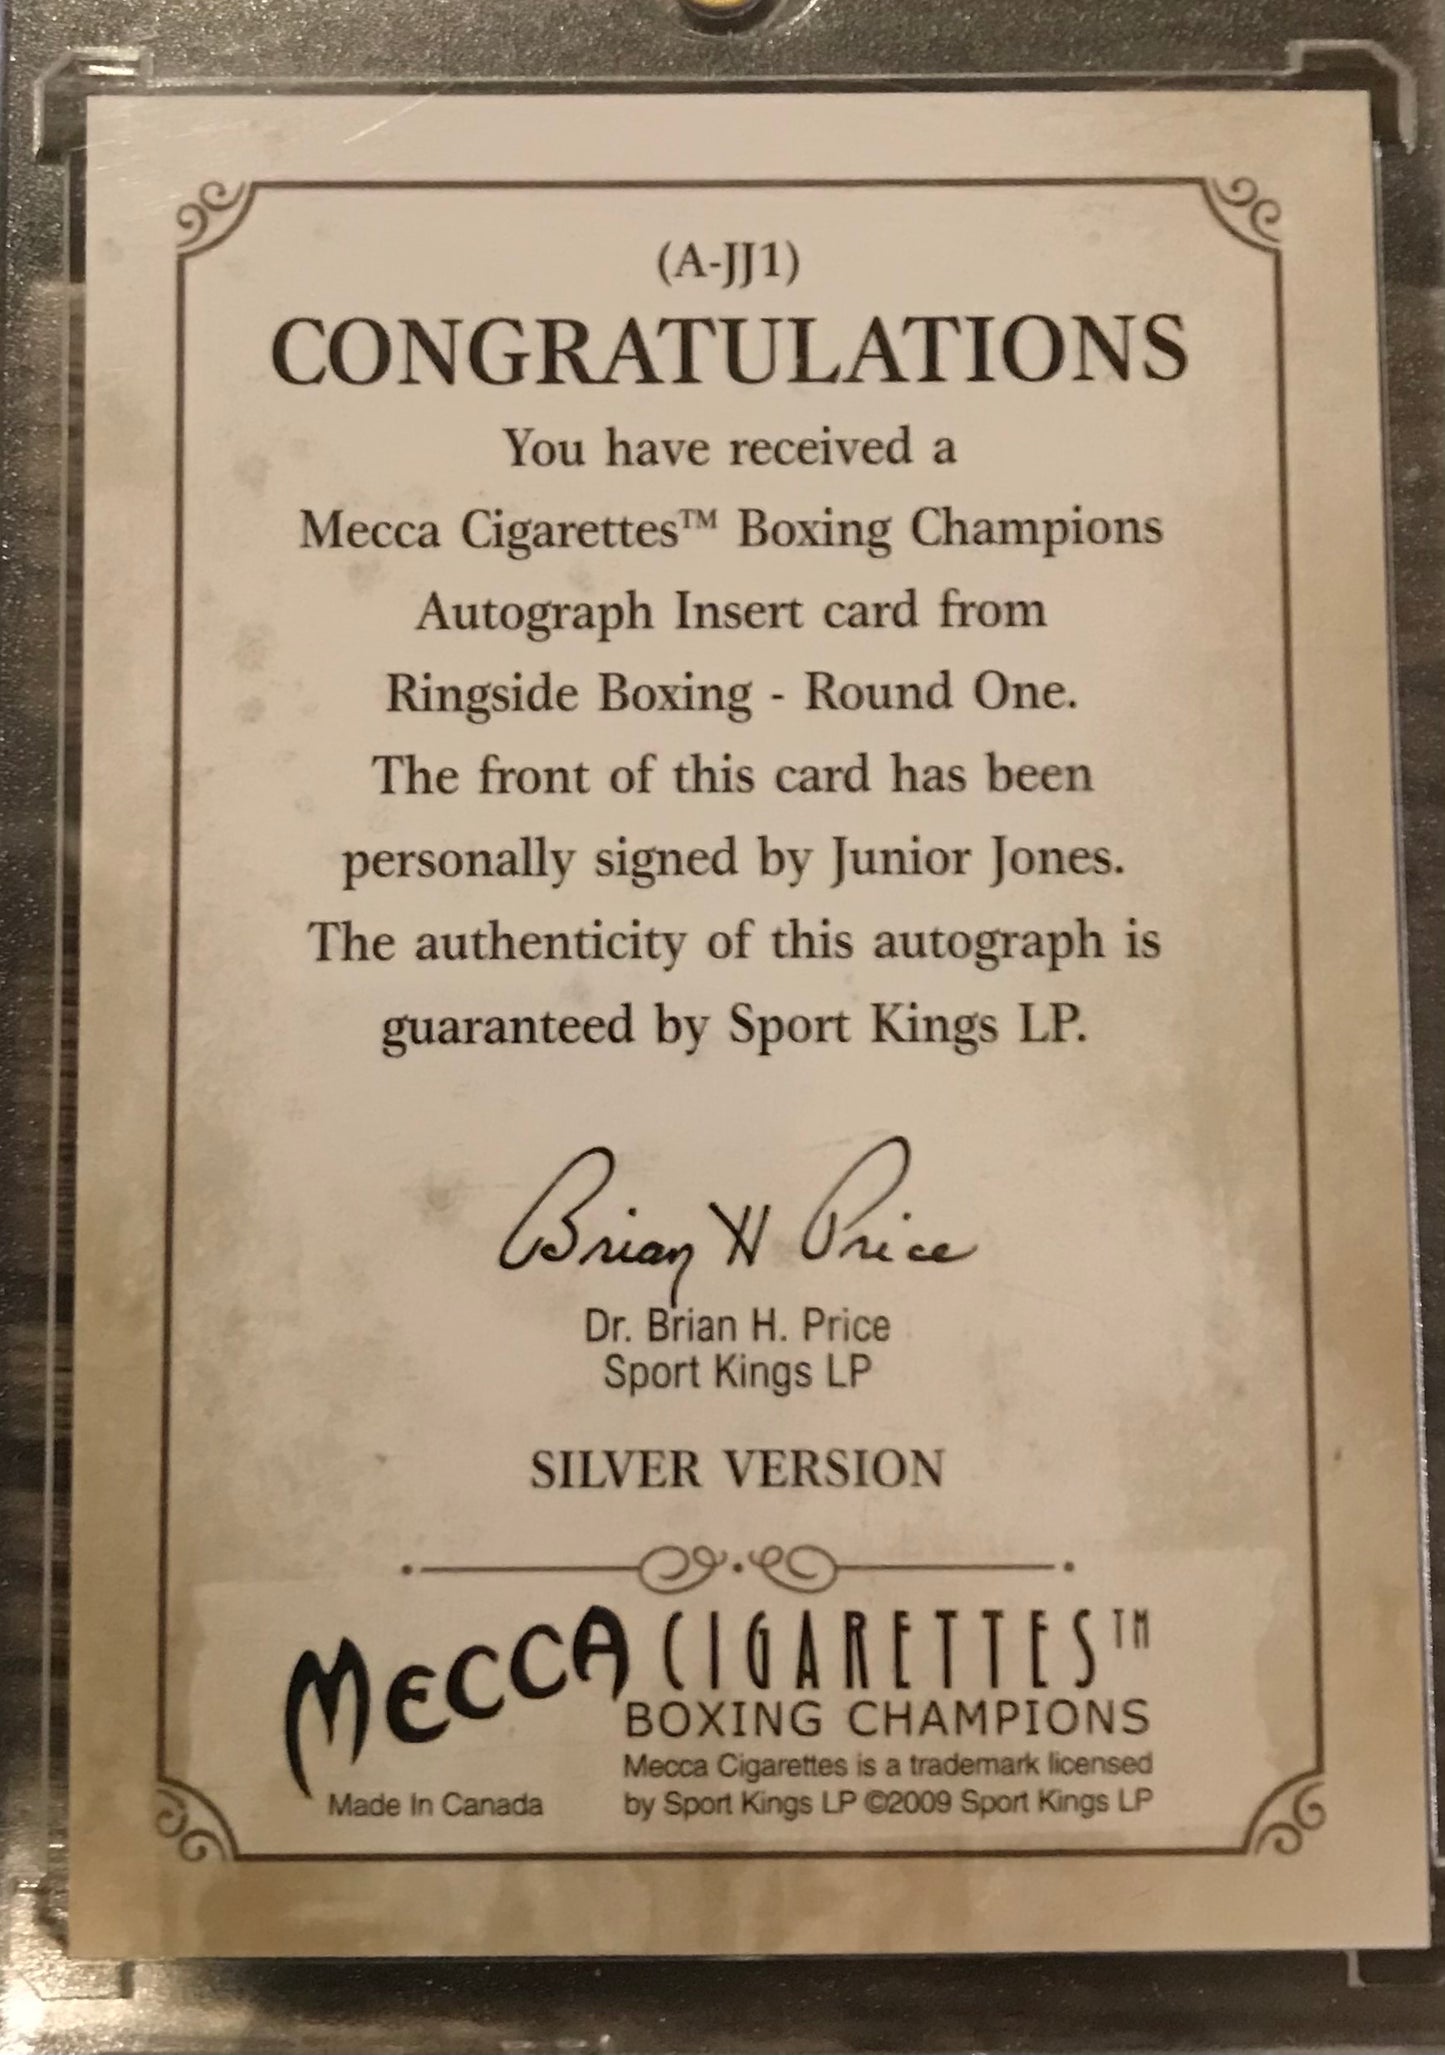 (A-JJ1)
CONGRATULATIONS
You have received a
Mecca Cigarettes™ Boxing Champions
Autograph Insert card from
Ringside Boxing - Round One.
The front of this card has been
personally signed by Junior Jones.
The authenticity of this autograph is
guaranteed by Sport Kings LP.
Brian H Price
Dr. Brian H. Price
Sport Kings LP
SILVER VERSION
MECCA CIGARETTES™
BOXING CHAMPIONS
Mecca Cigarettes is a trademark licensed
Made In Canada by Sport Kings LP ©2009 Sport Kings LP